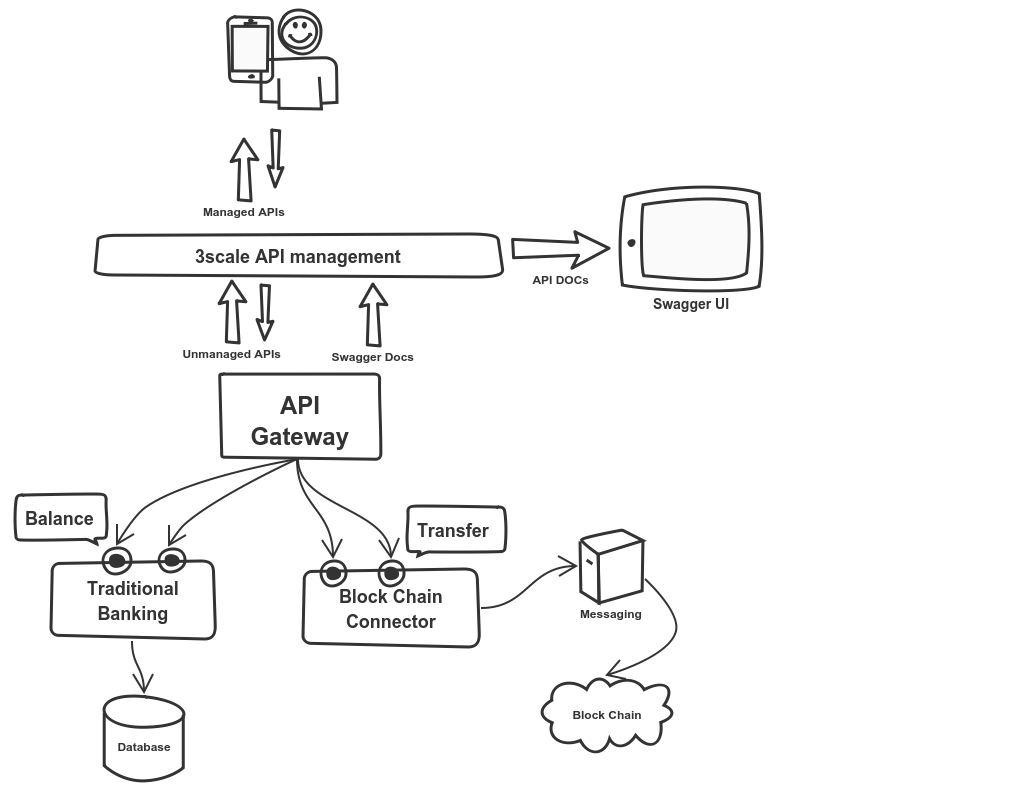 Managed APIs
3scale API management
API DOCs
Swagger UI
Unmanaged APIs
Swagger Docs
API
Gateway
Balance
Transfer
Traditional
Banking
Block Chain
Connector
Messaging
Database
Block Chain